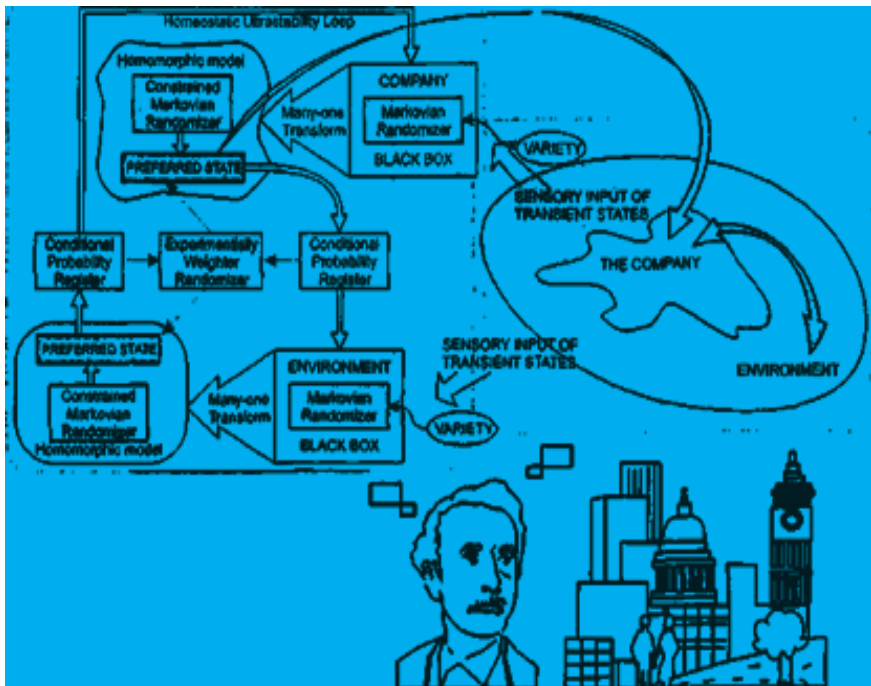 Homeostatic Ultrastability Loop
Homomorphic model
Constrained
Markovian
Randomizer
PREFERRED STATE
Many-one
Transform
COMPANY
Markovian
Randomizer
BLACK BOX
VARIETY
SENSORY INPUT OF
TRANSIENT STATES
THE COMPANY
ENVIRONMENT
Conditional
Probability
Register
Experimentally
Weighter
Randomizer
Conditional
Probability
Register
PREFERRED STATE
Constrained
Markovian
Randomizer
Homomorphic model
Many-one
Transform
ENVIRONMENT
Markovian
Randomizer
BLACK BOX
SENSORY INPUT OF
TRANSIENT STATES
VARIETY